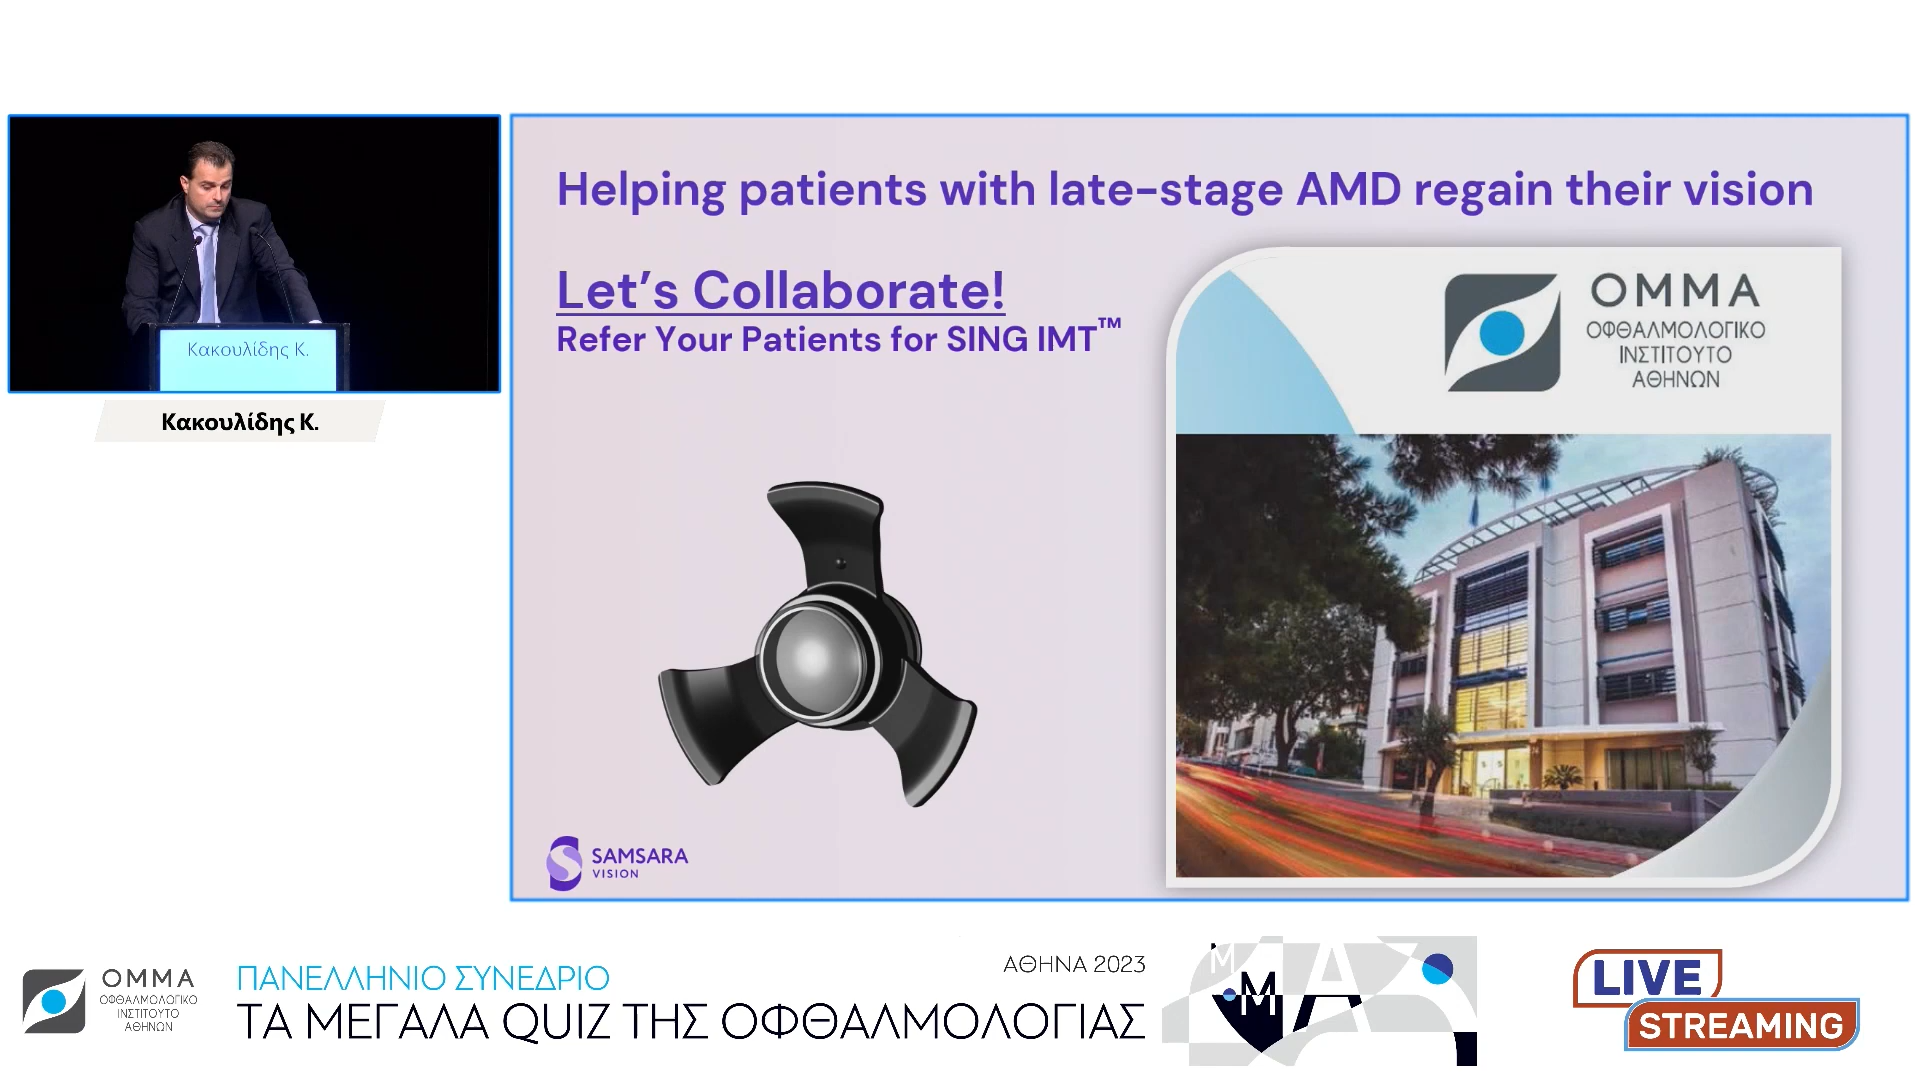 Κακουλίδης Κ.
Κακουλίδης Κ.
Helping patients with late-stage AMD regain their vision
Let's Collaborate!
Refer Your Patients for SING IMT™
ΟΜΜΑ
ΟΦΘΑΛΜΟΛΟΓΙΚΟ
ΙΝΣΤΙΤΟΥΤΟ
ΑΘΗΝΩΝ
SAMSARA
VISION
ΟΜΜΑ
ΟΦΘΑΛΜΟΛΟΓΙΚΟ
ΙΝΣΤΙΤΟΥΤΟ
ΑΘΗΝΩΝ
ΠΑΝΕΛΛΗΝΙΟ ΣΥΝΕΔΡΙΟ
ΤΑ ΜΕΓΑΛΑ QUIZ ΤΗΣ ΟΦΘΑΛΜΟΛΟΓΙΑΣ
ΑΘΗΝΑ 2023
LIVE
STREAMING